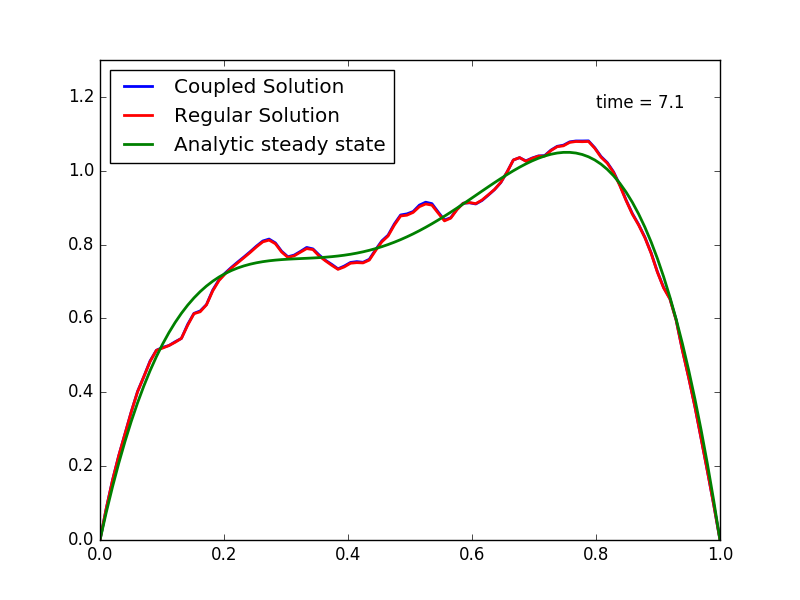 Coupled Solution
Regular Solution
Analytic steady state
time = 7.1
1.2
1.0
0.8
0.6
0.4
0.2
0.0
0.0 0.2 0.4 0.6 0.8 1.0